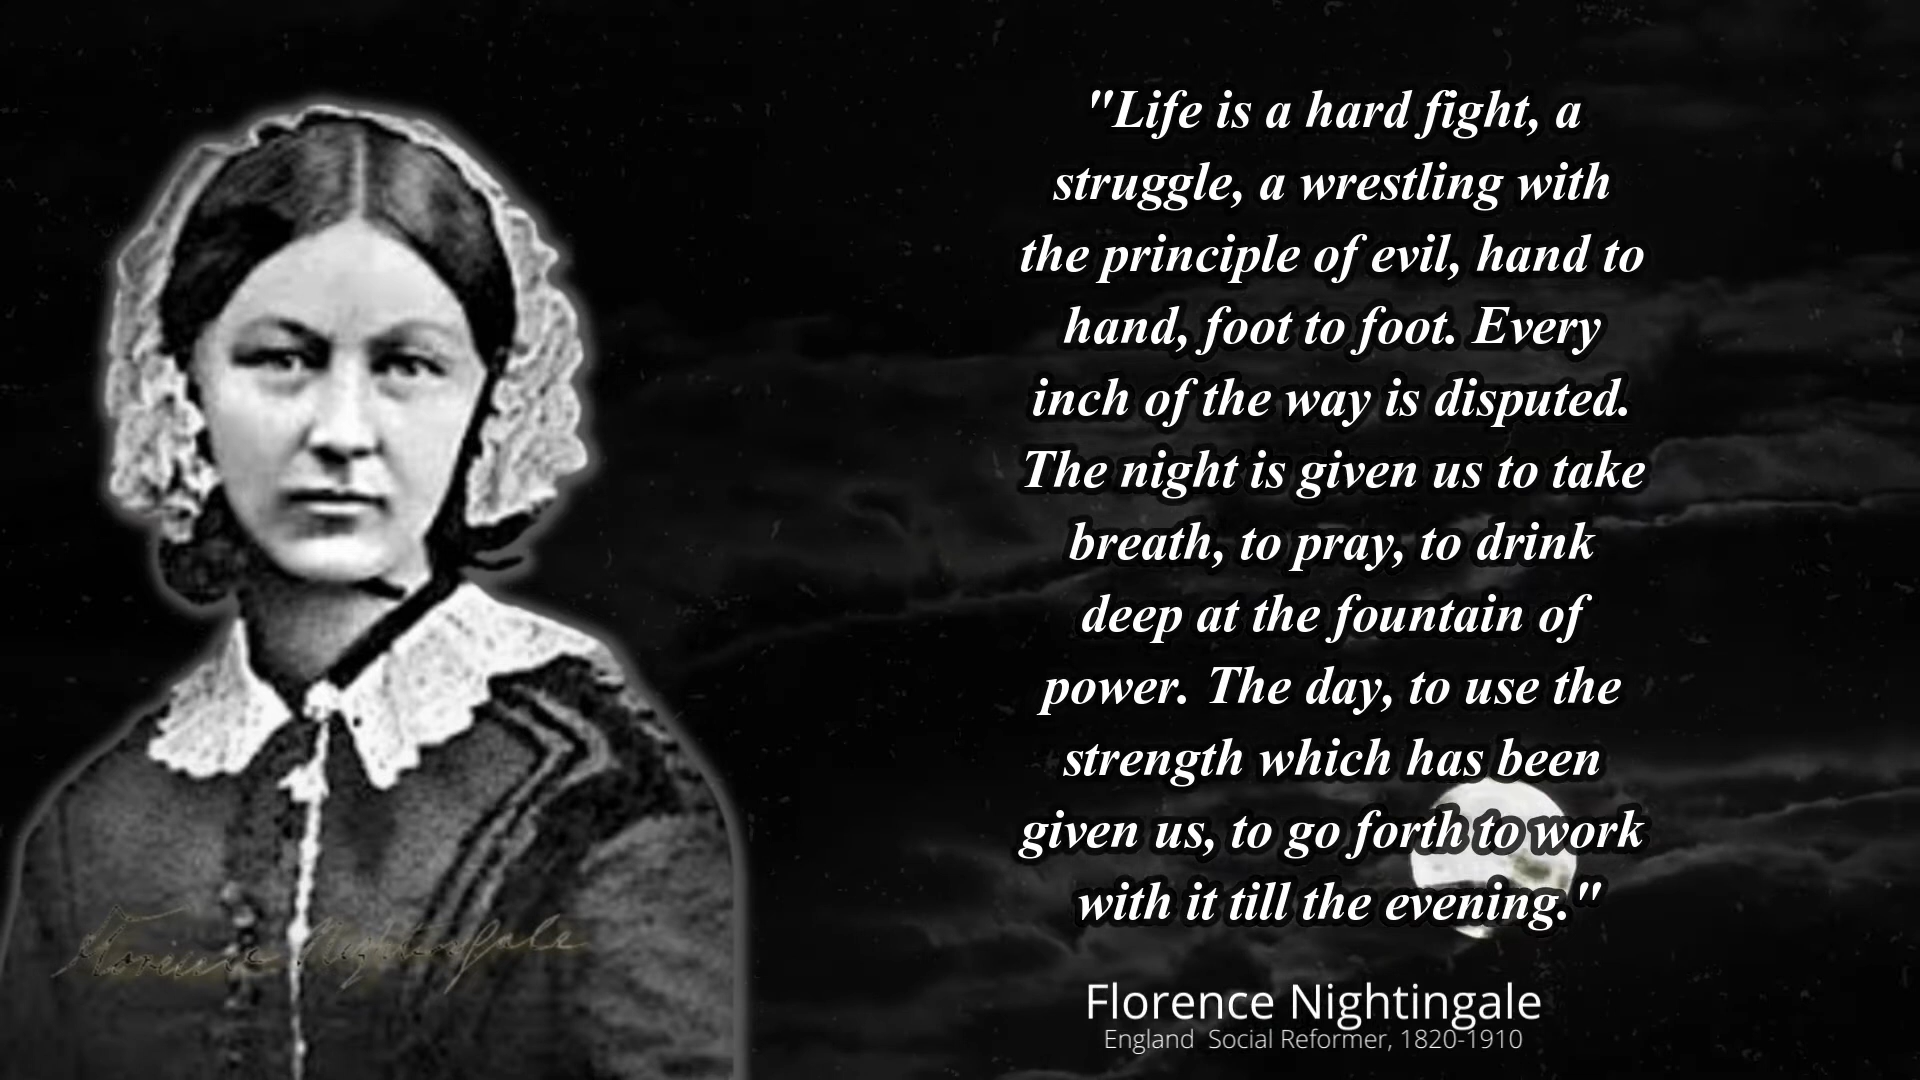 "Life is a hard fight, a
struggle, a wrestling with
the principle of evil, hand to
hand, foot to foot. Every
inch of the way is disputed.
The night is given us to take
breath, to pray, to drink
deep at the fountain of
power. The day, to use the
strength which has been
given us, to go forth to work
with it till the evening."
Florence Nightingale
Florence Nightingale
England Social Reformer, 1820-1910